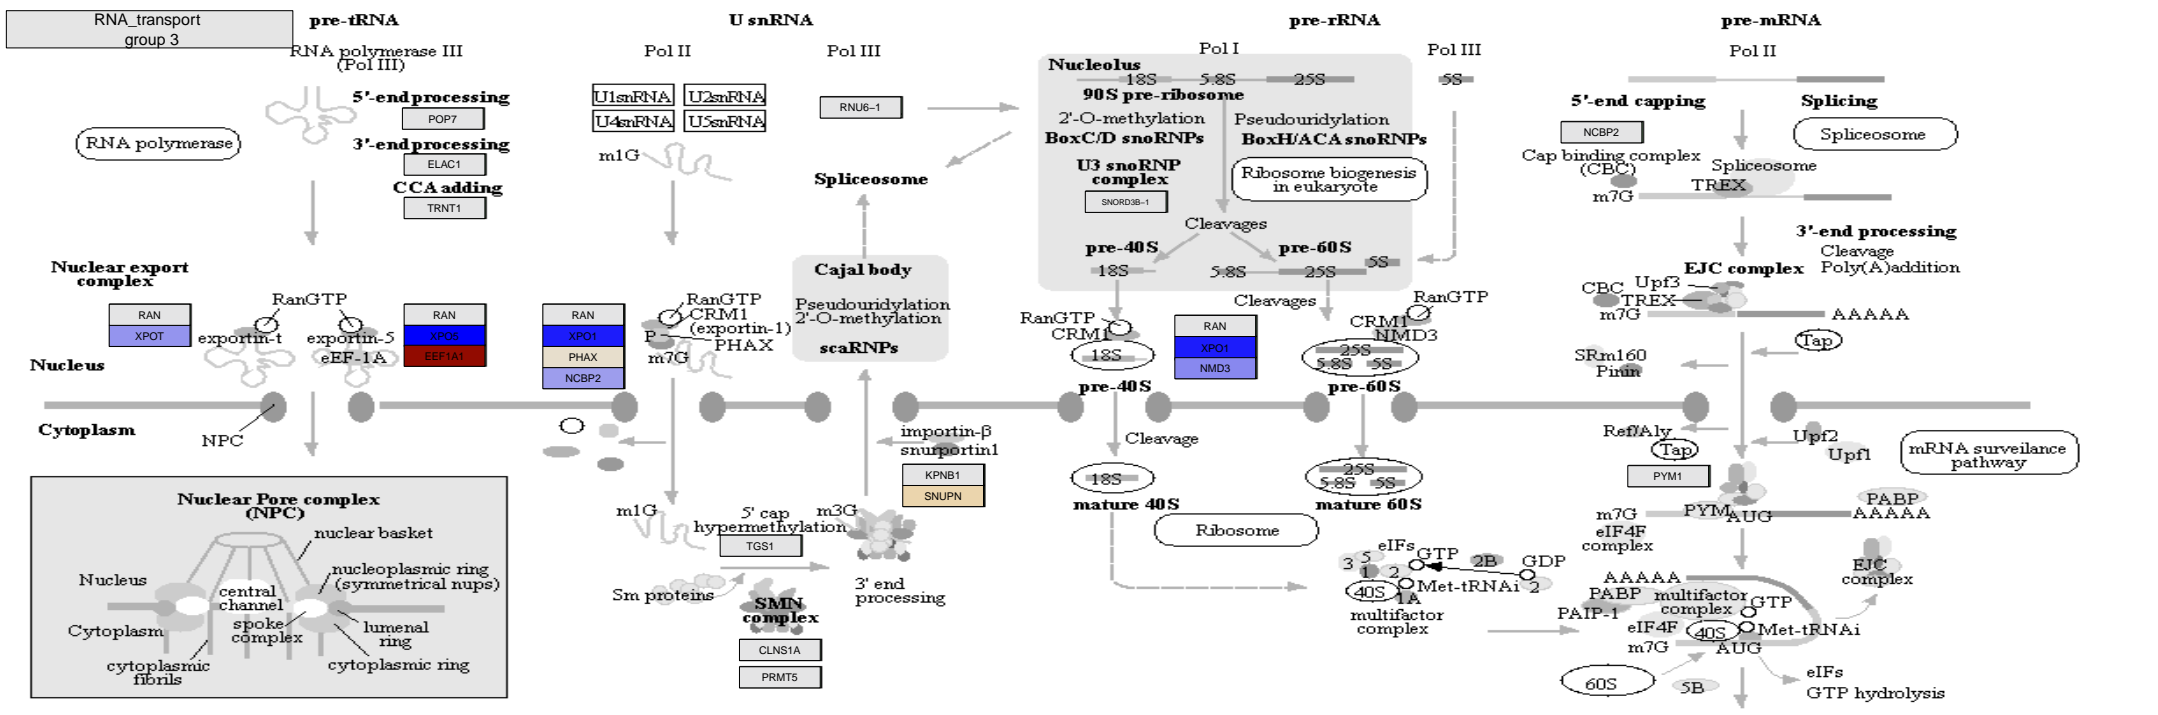 RNA_transport
group 3
pre-tRNA
RNA polymerase III
(Pol III)
5'-end processing
POP7
RNA polymerase
3'-end processing
ELAC1
CCA adding
TRNT1
Nuclear export
complex
RanGTP
RAN
XPOT
exportin-t
exportin-5
eEF-1A
RAN
XPO5
EEF1A1
Nucleus
Cytoplasm
NPC
Nuclear Pore complex
(NPC)
nuclear basket
Nucleus
nucleoplasmic ring
(symmetrical nups)
central
channel
spoke
complex
Cytoplasm
lumenal
ring
cytoplasmic
fibrils
cytoplasmic ring
U snRNA
Pol II
Pol III
U1snRNA
U2snRNA
U4snRNA
U5snRNA
RNU6-1
m1G
Spliceosome
Cajal body
Pseudouridylation
2'-O-methylation
scaRNPs
RAN
XPO1
PHAX
NCBP2
RanGTP
CRM1
(exportin-1)
P
PHAX
m7G
importin-β
snurportin1
KPNB1
SNUPN
m1G
5' cap
hypermethylation
m3G
TGS1
Sm proteins
SMN
complex
3' end
processing
CLNS1A
PRMT5
pre-rRNA
Pol I
Pol III
Nucleolus
18S
5.8S
25S
5S
90S pre-ribosome
2'-O-methylation
Pseudouridylation
BoxC/D snoRNPs
BoxH/ACA snoRNPs
U3 snoRNP
complex
SNORD3B-1
Ribosome biogenesis
in eukaryote
Cleavages
pre-40S
pre-60S
18S
5.8S
25S
5S
Cleavages
RanGTP
RanGTP
CRM1
CRM1
NMD3
RAN
XPO1
NMD3
18S
25S
5.8S
5S
pre-40S
pre-60S
Cleavage
18S
25S
5.8S
5S
mature 40S
mature 60S
Ribosome
eIFs
3
5
1
2
GTP
2B
GDP
40S
1A
Met-tRNAi
2
multifactor
complex
pre-mRNA
Pol II
5'-end capping
Splicing
NCBP2
Spliceosome
Cap binding complex
(CBC)
Spliceosome
TREX
m7G
3'-end processing
Cleavage
Poly(A)addition
EJC complex
CBC
Upf3
TREX
m7G
AAAAA
Tap
SRm160
Pinin
Ref/Aly
Tap
Upf2
Upf1
mRNA surveilance
pathway
PYM1
PABP
m7G
PYM
AUG
AAAAA
eIF4F
complex
EJC
complex
AAAAA
PABP
multifactor
complex
GTP
PAIP-1
eIF4F
40S
Met-tRNAi
m7G
AUG
60S
5B
eIFs
GTP hydrolysis